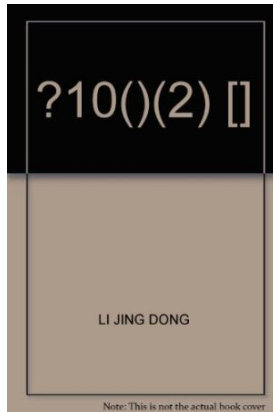 ?10()(2) []
LI JING DONG
Note: This is not the actual book cover